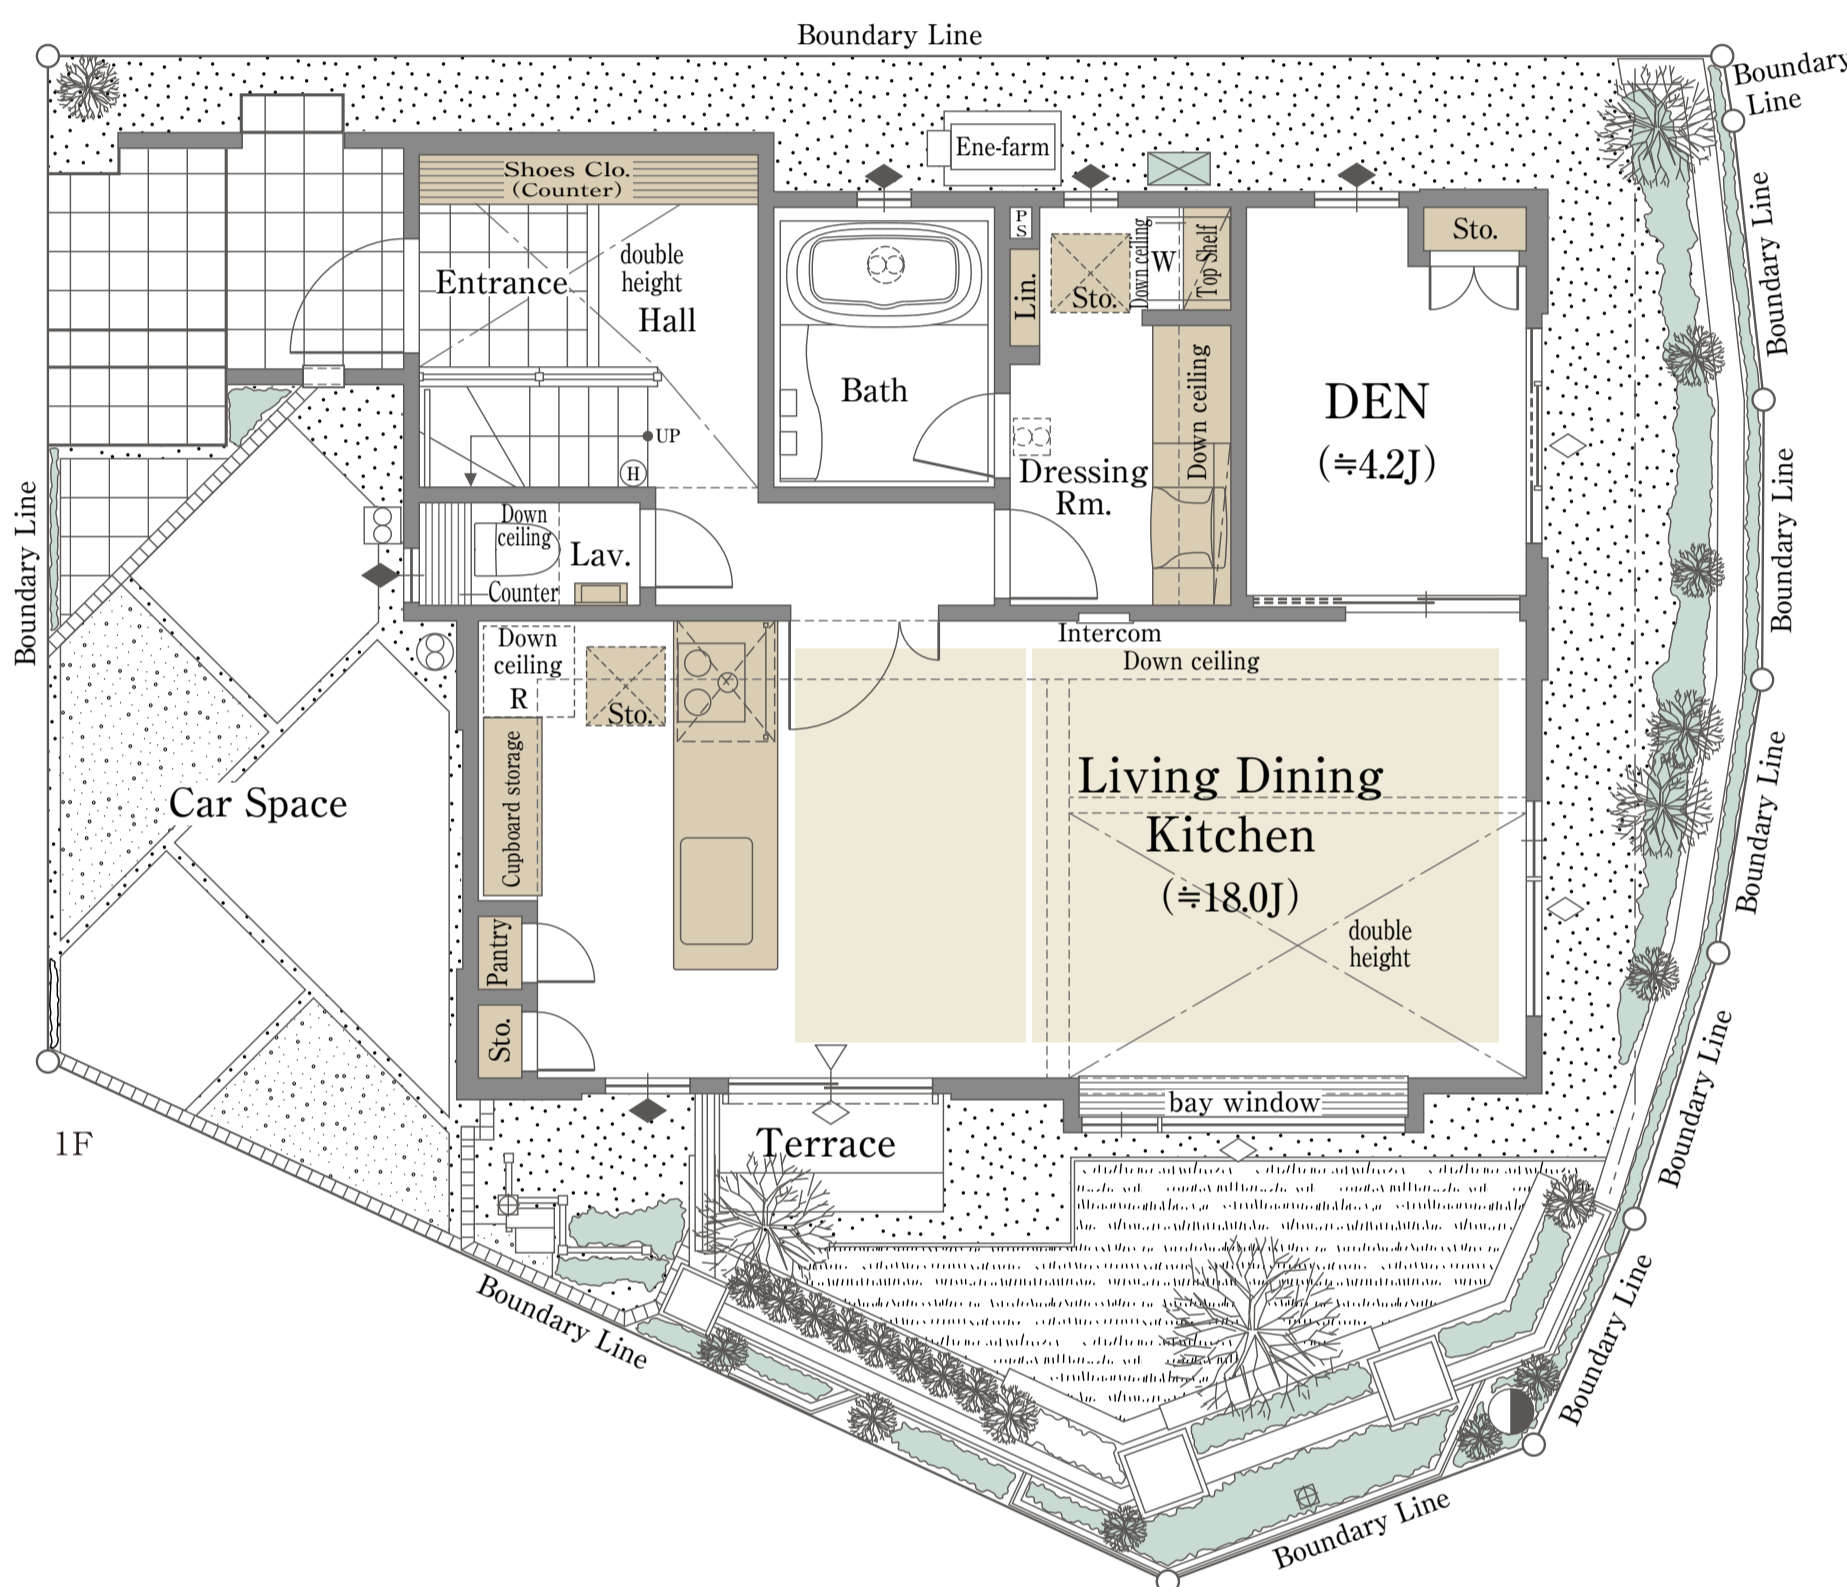 Boundary Line
Boundary
Line
Shoes Clo.
(Counter)
Ene-farm
Entrance
double
height
Hall
P
S
Lin.
Sto.
Down ceiling
W
Top Shelf
Sto.
Boundary Line
Bath
Down ceiling
DEN
(≒4.2J)
UP
H
Dressing
Rm.
Boundary Line
Boundary Line
Down
ceiling
Lav.
Counter
Intercom
Down ceiling
Down
ceiling
R
Sto.
Cupboard storage
Car Space
Living Dining
Kitchen
(≒18.0J)
double
height
Boundary Line
Pantry
Sto.
bay window
Terrace
1F
Boundary Line
Boundary Line
Boundary Line
Boundary Line